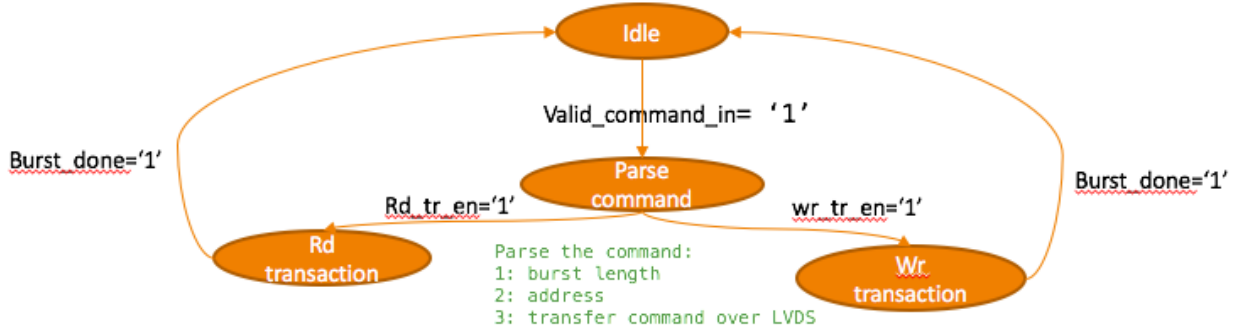 Idle
Valid_command_in= ‘1’
Burst_done=‘1’
Parse
command
Burst_done=‘1’
Rd_tr_en=‘1’
wr_tr_en=‘1’
Rd
transaction
Parse the command:
1: burst length
2: address
3: transfer command over LVDS
Wr
transaction